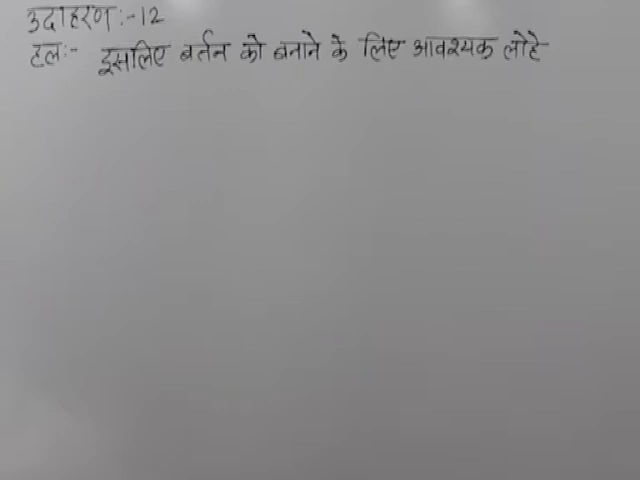 उदाहरण:-12
हल:- इसलिए बर्तन को बनाने के लिए आवश्यक लोहे